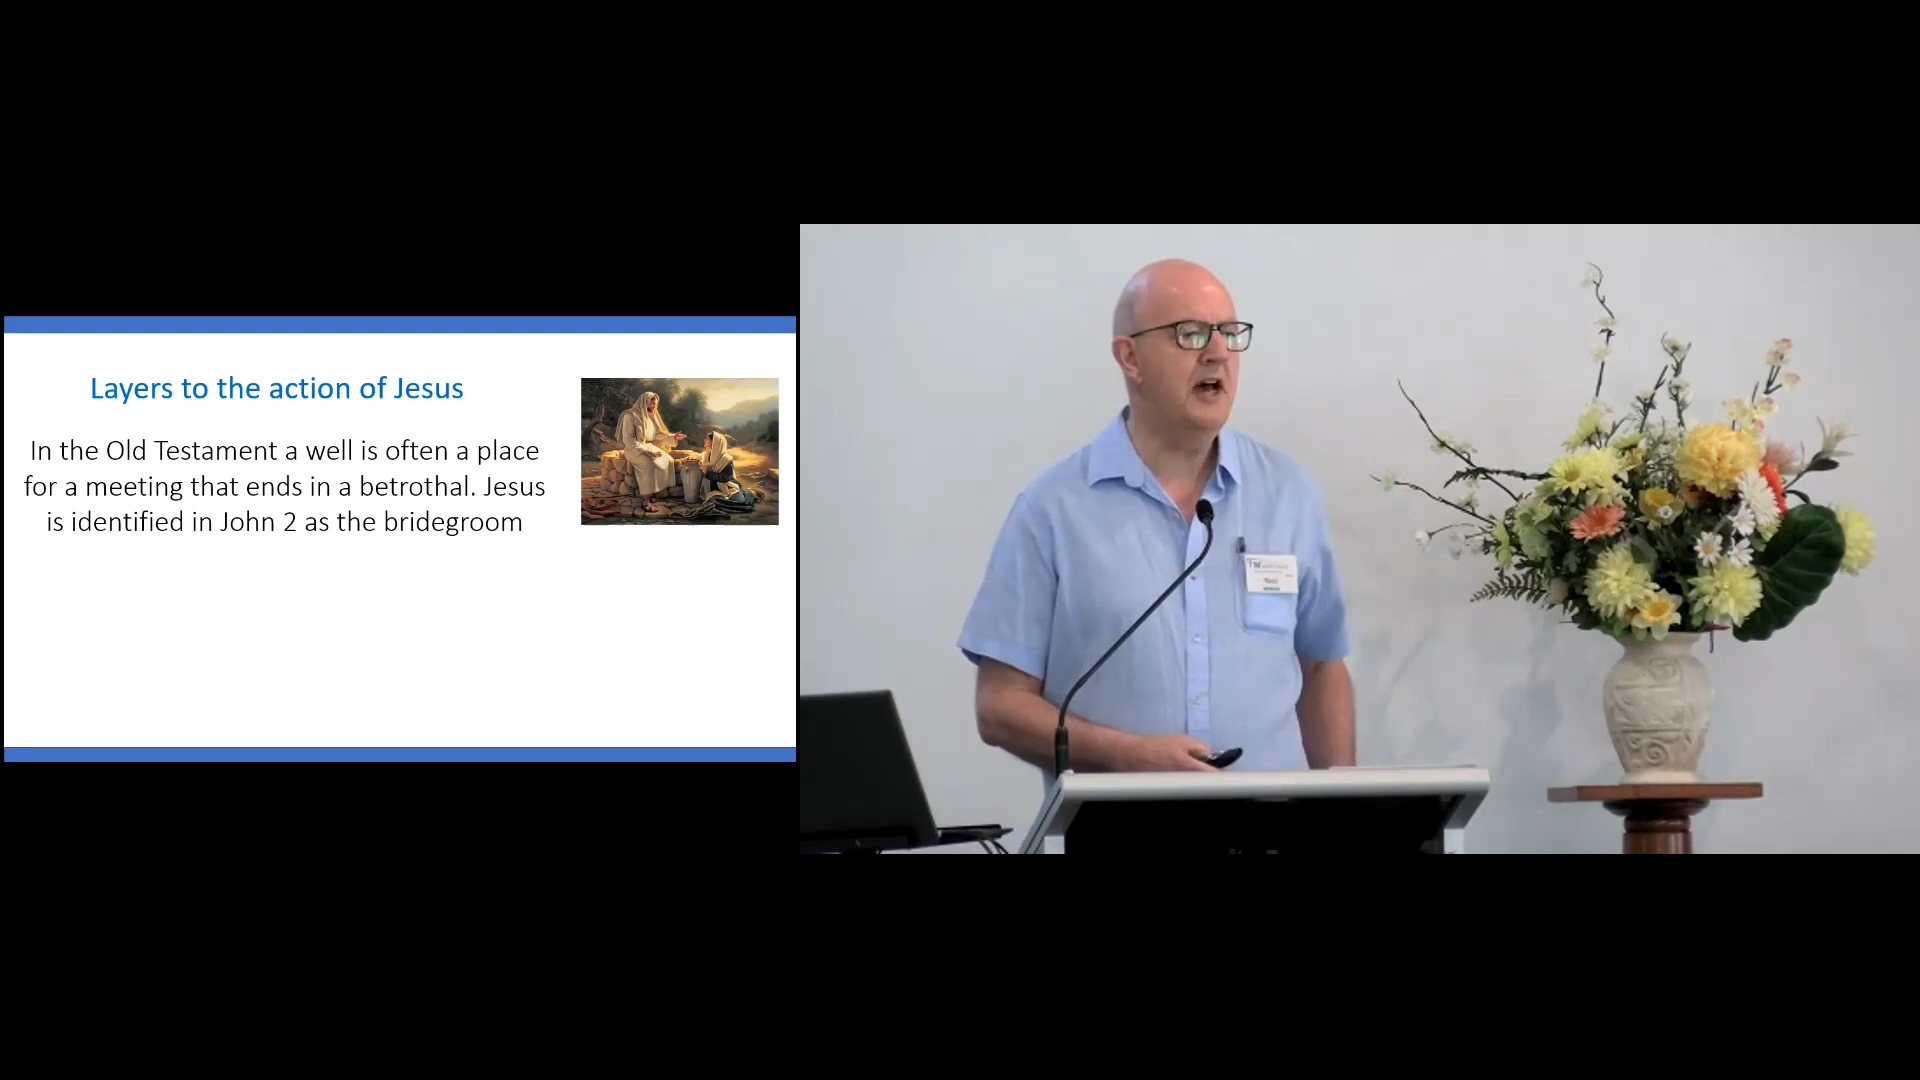 Layers to the action of Jesus
In the Old Testament a well is often a place
for a meeting that ends in a betrothal. Jesus
is identified in John 2 as the bridegroom